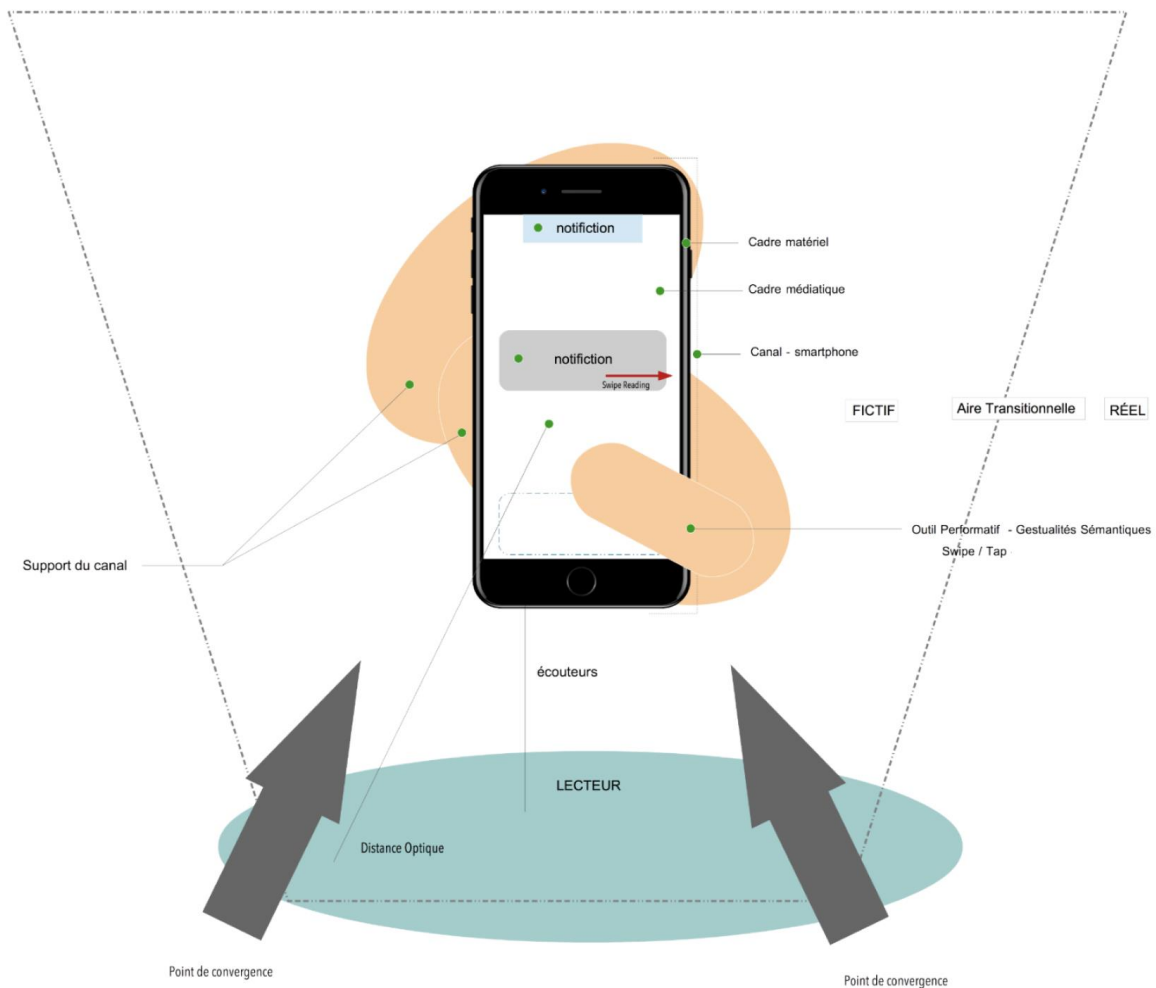 notifiction
Cadre matériel
Cadre médiatique
notifiction
Canal - smartphone
Swipe Reading
FICTIF
Aire Transitionnelle
RÉEL
Outil Performatif - Gestualités Sémantiques
Swipe / Tap
Support du canal
écouteurs
LECTEUR
Distance Optique
Point de convergence
Point de convergence